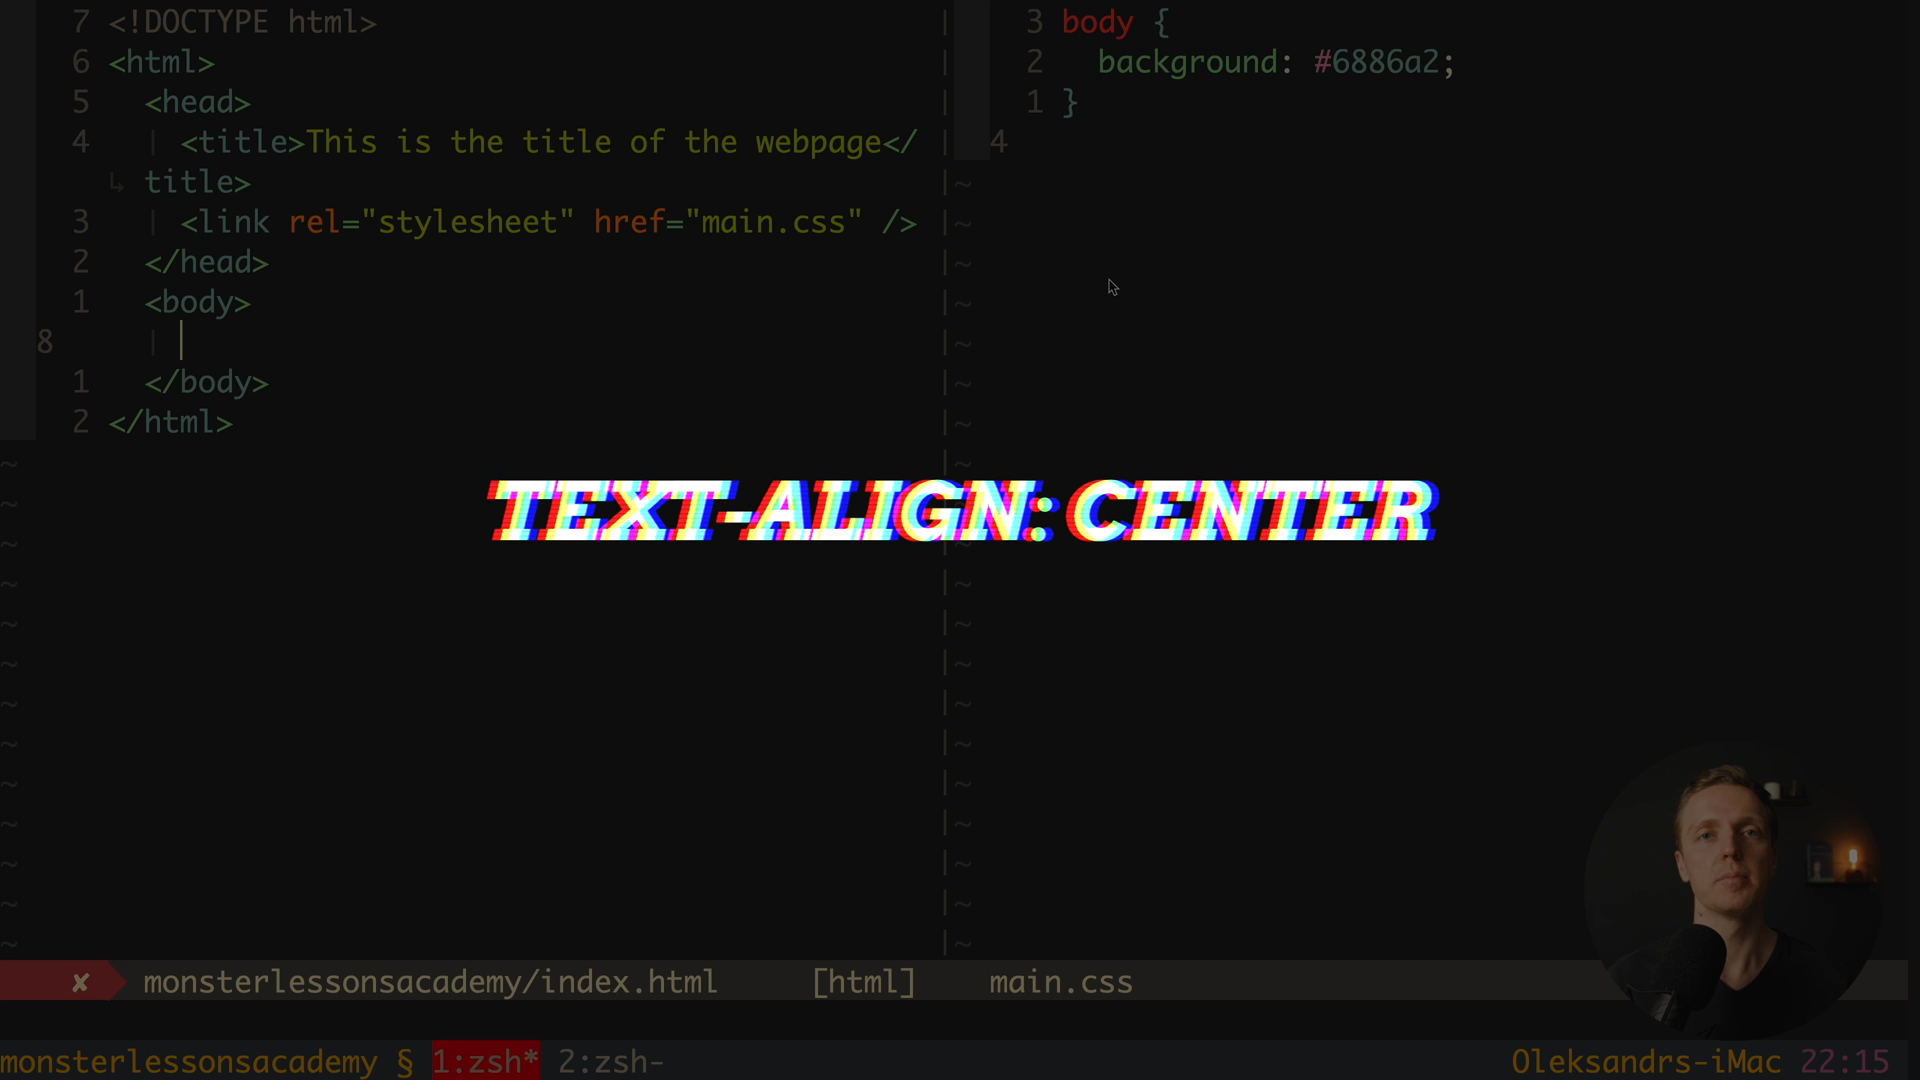 7 <!DOCTYPE html>
6 <html>
5 <head>
4 | <title>This is the title of the webpage</
↳ title>
3 | <link rel="stylesheet" href="main.css" />
2 </head>
1 <body>
8 |
1 </body>
2 </html>
3 body {
2 background: #6886a2;
1 }
4
TEXT-ALIGN: CENTER
✘ monsterlessonsacademy/index.html [html] main.css
monsterlessonsacademy § 1:zsh* 2:zsh- Oleksandrs-iMac 22:15